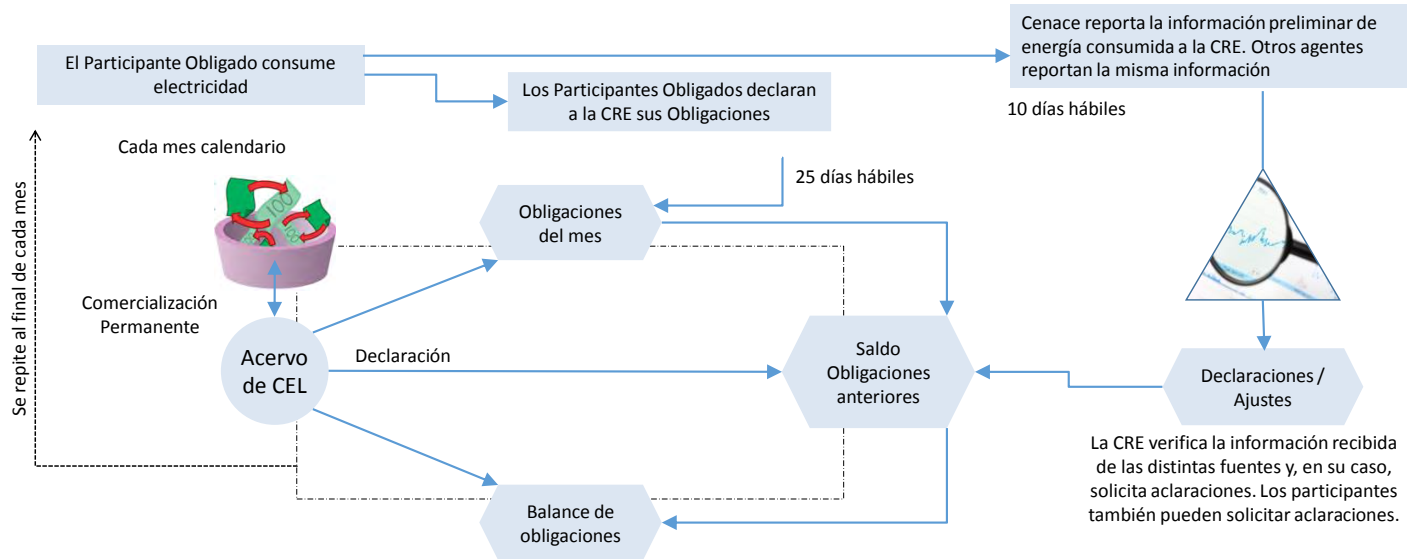 El Participante Obligado consume
electricidad
Cenace reporta la información preliminar de
energía consumida a la CRE. Otros agentes
reportan la misma información
Los Participantes Obligados declaran
a la CRE sus Obligaciones
10 días hábiles
Cada mes calendario
25 días hábiles
Obligaciones
del mes
Se repite al final de cada mes
100
100
Comercialización
Permanente
Acervo
de CEL
Declaración
Saldo
Obligaciones
anteriores
Declaraciones /
Ajustes
La CRE verifica la información recibida
de las distintas fuentes y, en su caso,
solicita aclaraciones. Los participantes
también pueden solicitar aclaraciones.
Balance de
obligaciones